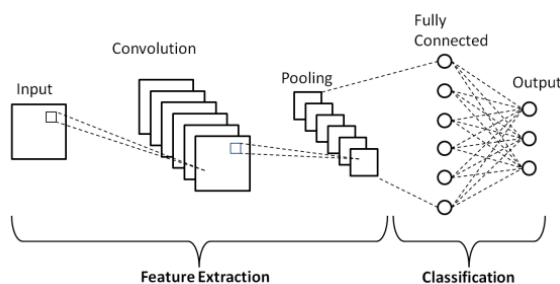 Input
Convolution
Pooling
Fully
Connected
Output
Feature Extraction
Classification